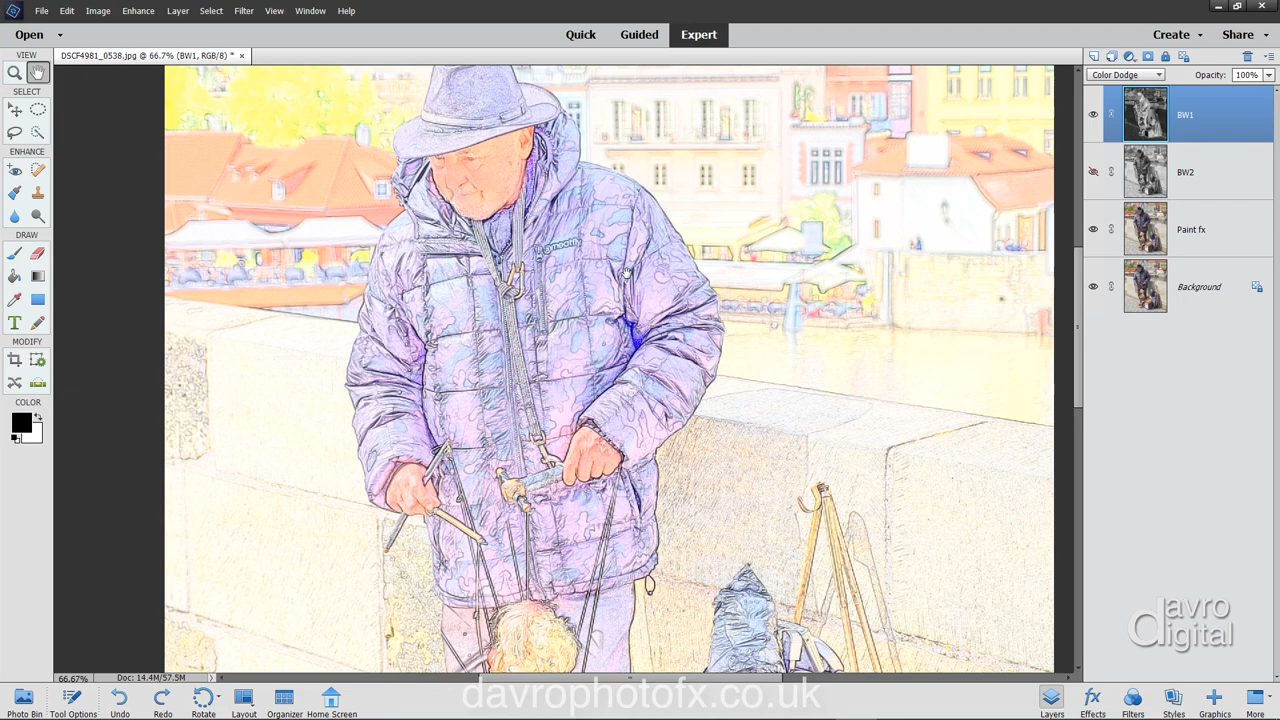 File Edit Image Enhance Layer Select Filter View Window Help
Open Quick Guided Expert Create Share
VIEW DSCF4981_0538.jpg @ 66.7% (BW1, RGB/8) * ×
Color Dodge Opacity: 100%
SELECT
BW1
ENHANCE
BW2
DRAW
Paint fx
Background
MODIFY
COLOR
davro
digital
66.67% Doc: 14.4M/57.5M
davrophotofx.co.uk
Photo Bin Tool Options Undo Redo Rotate Layout Organizer Home Screen Layers Effects Filters Styles Graphics More